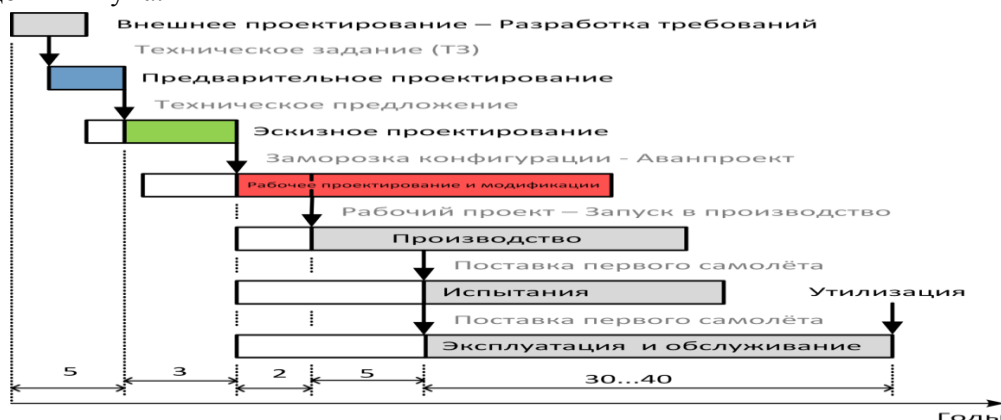 Внешнее проектирование – Разработка требований
Техническое задание (ТЗ)
Предварительное проектирование
Техническое предложение
Эскизное проектирование
Заморозка конфигурации - Аванпроект
Рабочее проектирование и модификации
Рабочий проект – Запуск в производство
Производство
Поставка первого самолёта
Испытания
Утилизация
Поставка первого самолёта
Эксплуатация и обслуживание
5 3 2 5 30...40
Годы